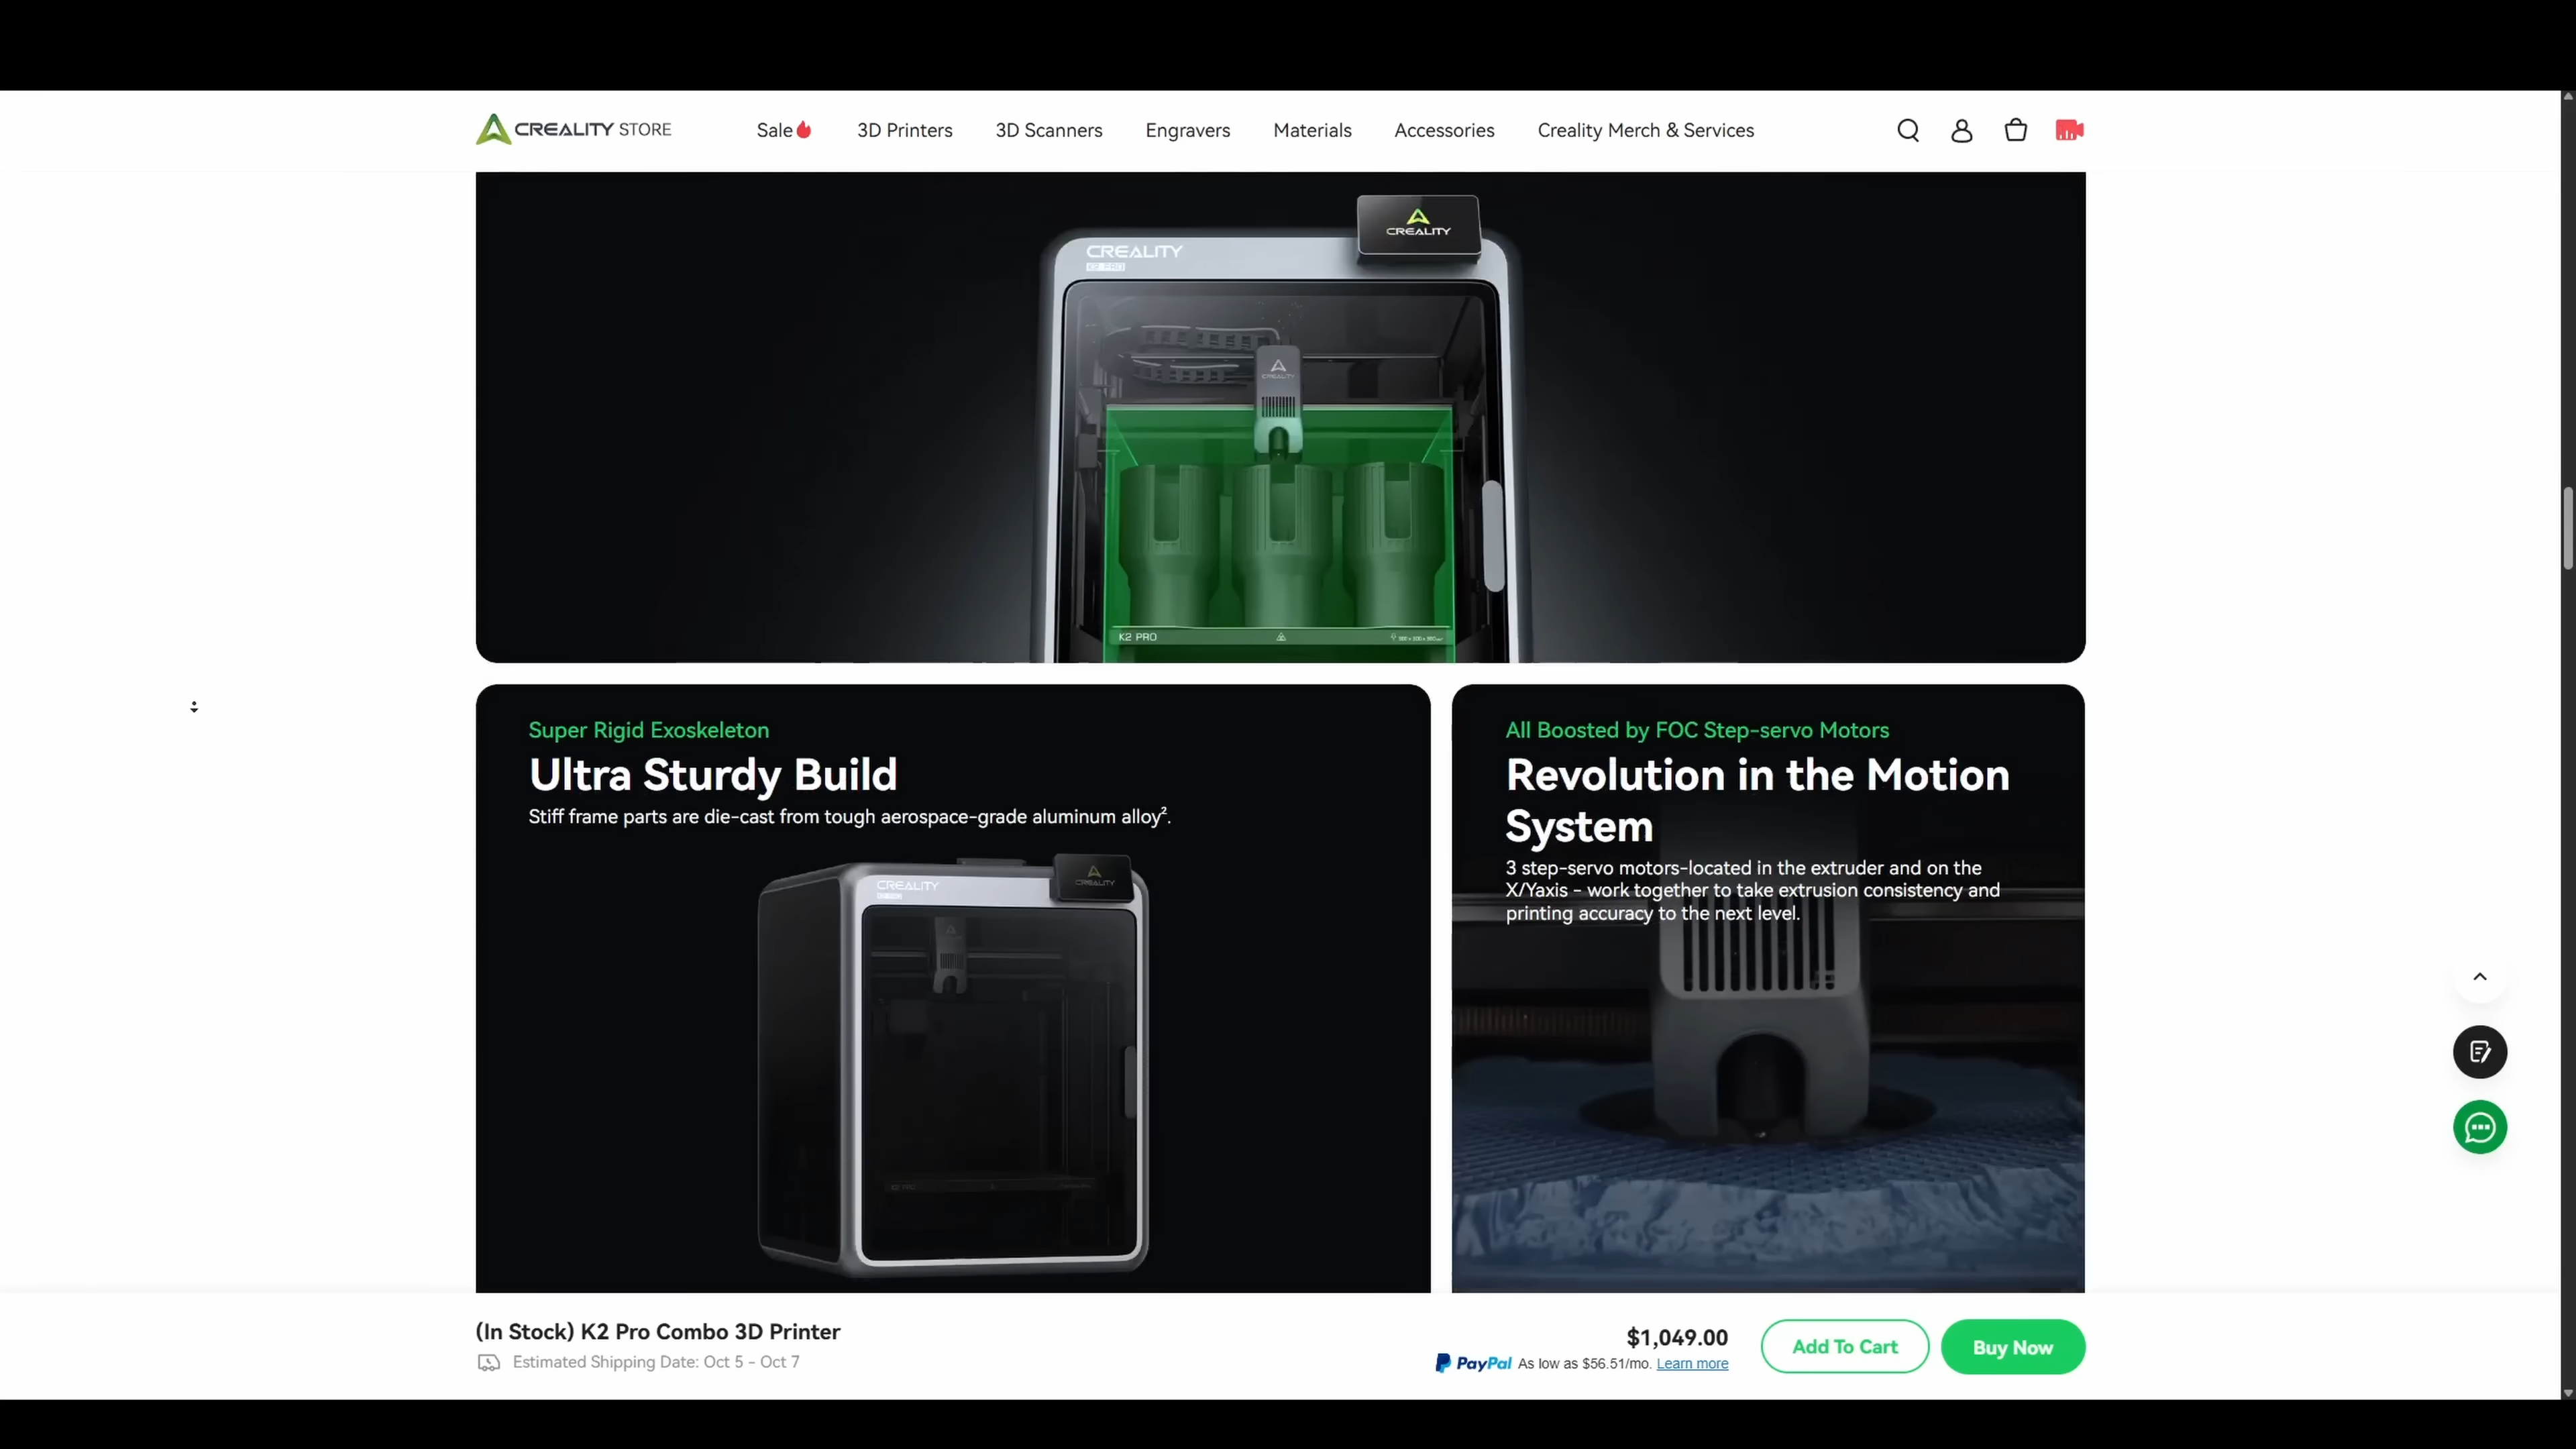 CREALITY STORE
Sale
3D Printers
3D Scanners
Engravers
Materials
Accessories
Creality Merch & Services
CREALITY
CREALITY
K2 PRO
CREALITY
K2 PRO
Super Rigid Exoskeleton
Ultra Sturdy Build
Stiff frame parts are die-cast from tough aerospace-grade aluminum alloy².
CREALITY
CREALITY
All Boosted by FOC Step-servo Motors
Revolution in the Motion
System
3 step-servo motors-located in the extruder and on the
X/Yaxis - work together to take extrusion consistency and
printing accuracy to the next level.
(In Stock) K2 Pro Combo 3D Printer
Estimated Shipping Date: Oct 5 - Oct 7
$1,049.00
PayPal As low as $56.51/mo. Learn more
Add To Cart
Buy Now